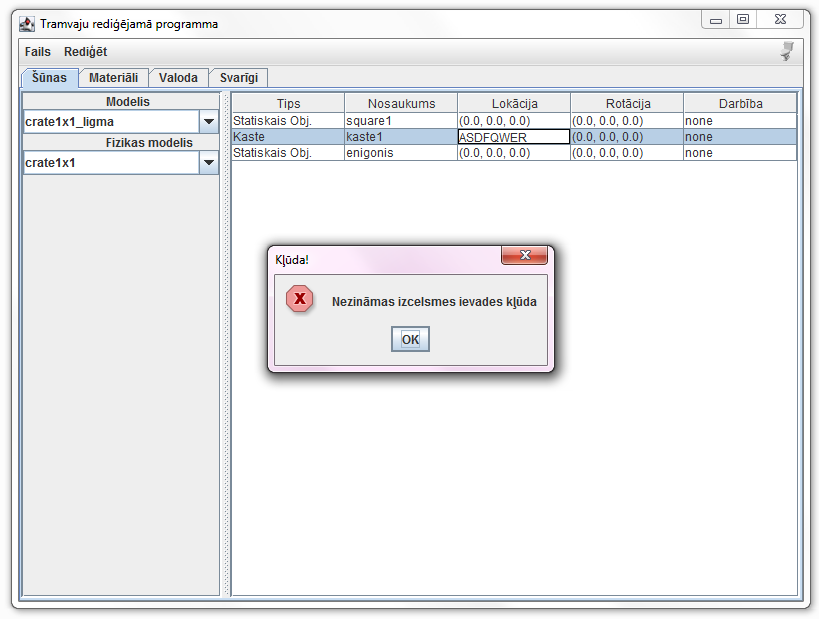 Tramvaju rediģējamā programma
Fails Rediģēt
Šūnas Materiāli Valoda Svarīgi
Modelis
crate1x1_ligma
Fizikas modelis
crate1x1
Tips Nosaukums Lokācija Rotācija Darbība
Statiskais Obj. square1 (0.0, 0.0, 0.0) (0.0, 0.0, 0.0) none
Kaste kaste1 ASDFQWER (0.0, 0.0, 0.0) none
Statiskais Obj. enigonis (0.0, 0.0, 0.0) (0.0, 0.0, 0.0) none
Kļūda!
Nezināmas izcelsmes ievades kļūda
OK